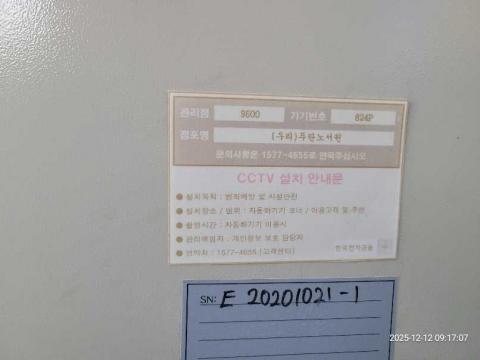 관리점 9600 기기번호 824P
점포명 (우리)두란노서원
문의사항은 1577-4655로 연락주십시오
CCTV 설치 안내문
● 설치목적 : 범죄예방 및 시설안전
● 설치장소 / 범위 : 자동화기기 코너 / 이용고객 및 주변
● 촬영시간 : 자동화기기 이용시
● 관리책임자 : 개인정보 보호 담당자
● 연락처 : 1577-4655 (고객센터)
한국전자금융
SN: E 20201021-1
2025-12-12 09:17:07